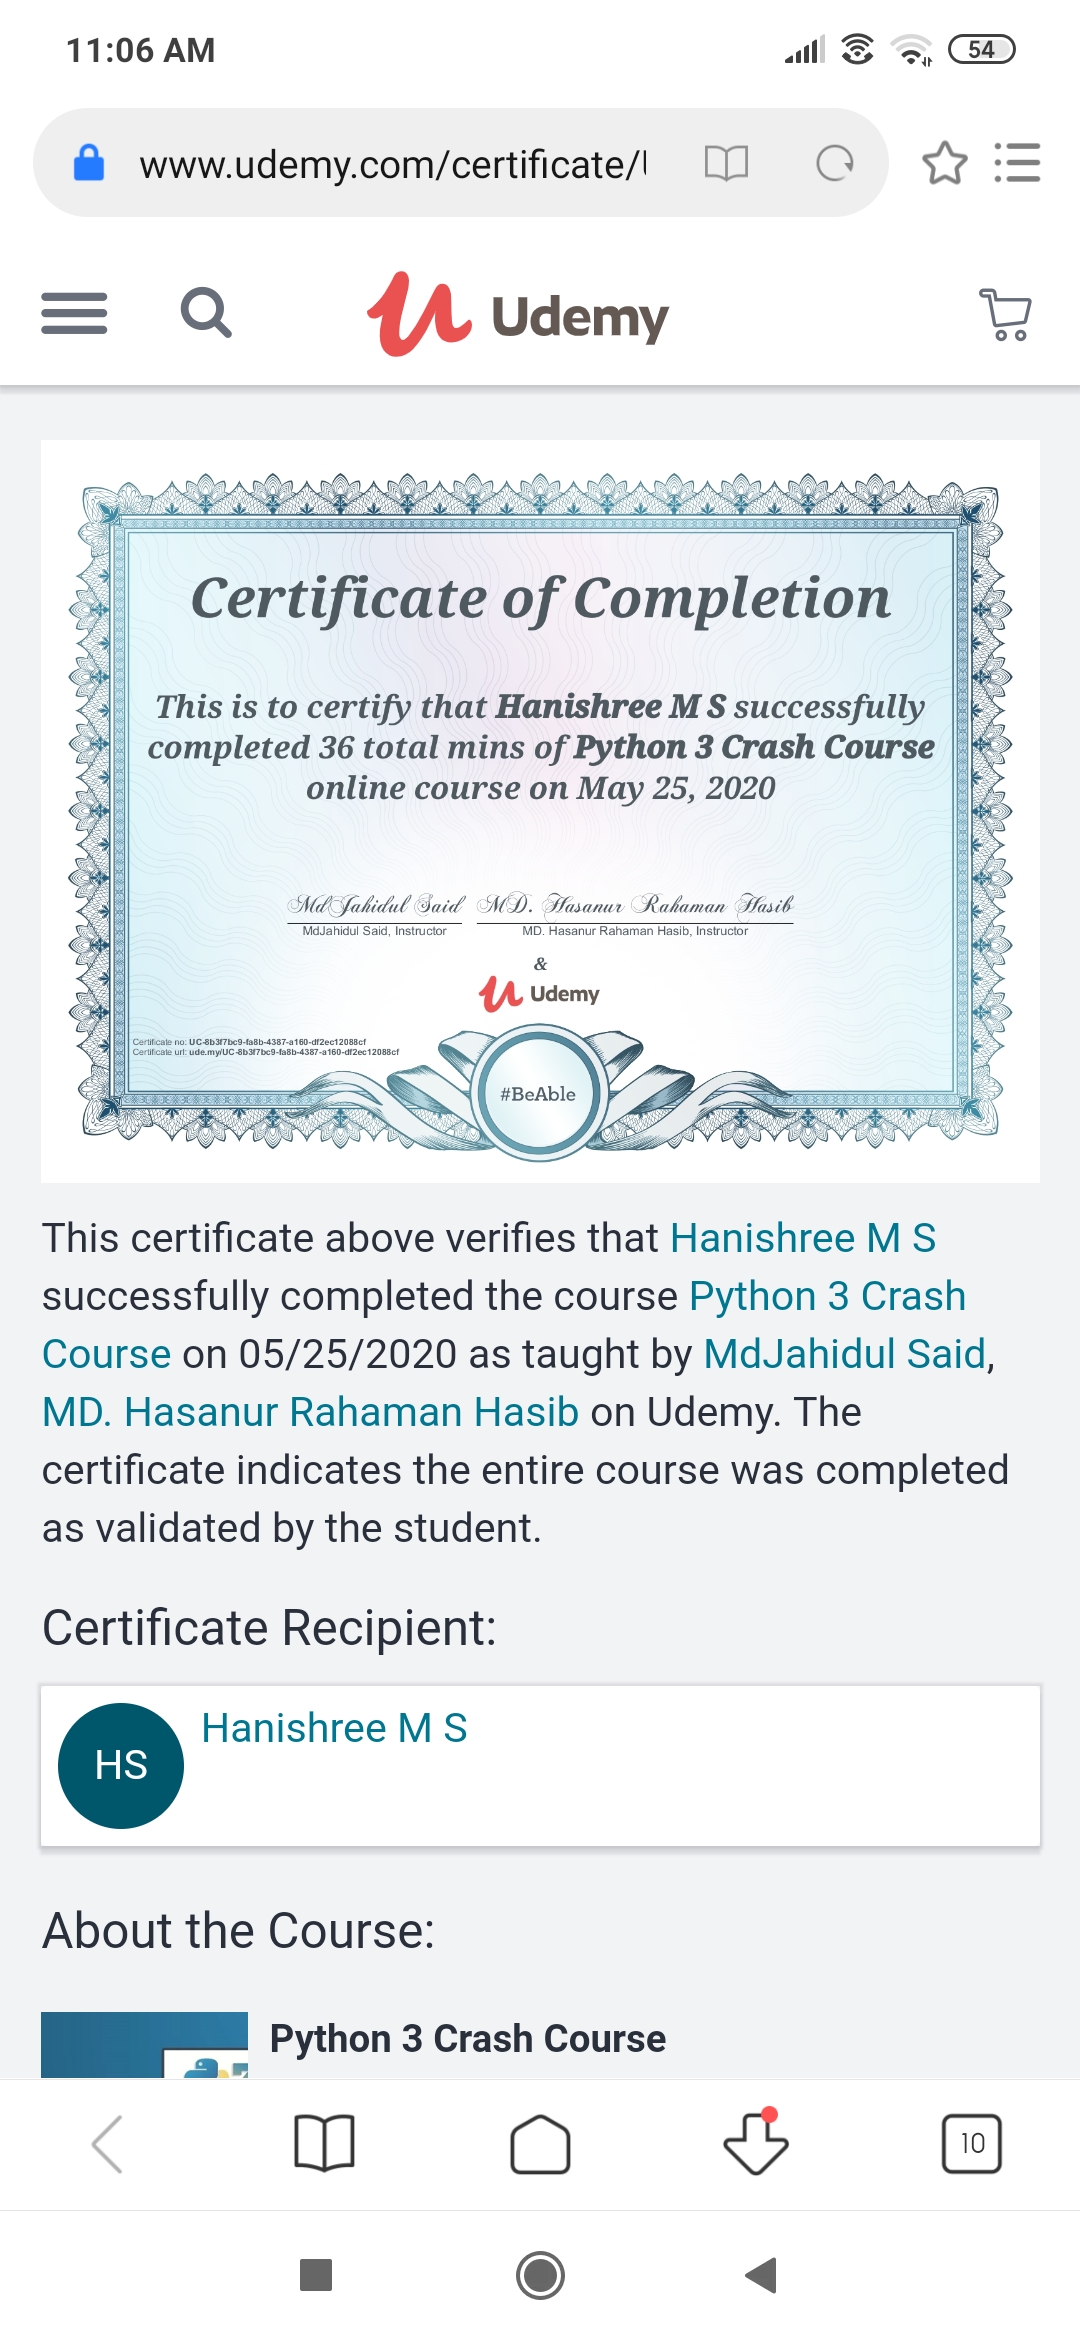 11:06 AM
54
www.udemy.com/certificate/
Udemy
Certificate of Completion
This is to certify that Hanishree M S successfully
completed 36 total mins of Python 3 Crash Course
online course on May 25, 2020
MdJahidul Said MD. Hasanur Rahaman Hasib
MdJahidul Said, Instructor MD. Hasanur Rahaman Hasib, Instructor
&
Udemy
Certificate no: UC-8b3f7bc9-fa8b-4387-a160-df2ec12088cf
Certificate url: ude.my/UC-8b3f7bc9-fa8b-4387-a160-df2ec12088cf
#BeAble
This certificate above verifies that Hanishree M S
successfully completed the course Python 3 Crash
Course on 05/25/2020 as taught by MdJahidul Said,
MD. Hasanur Rahaman Hasib on Udemy. The
certificate indicates the entire course was completed
as validated by the student.
Certificate Recipient:
HS
Hanishree M S
About the Course:
Python 3 Crash Course
10